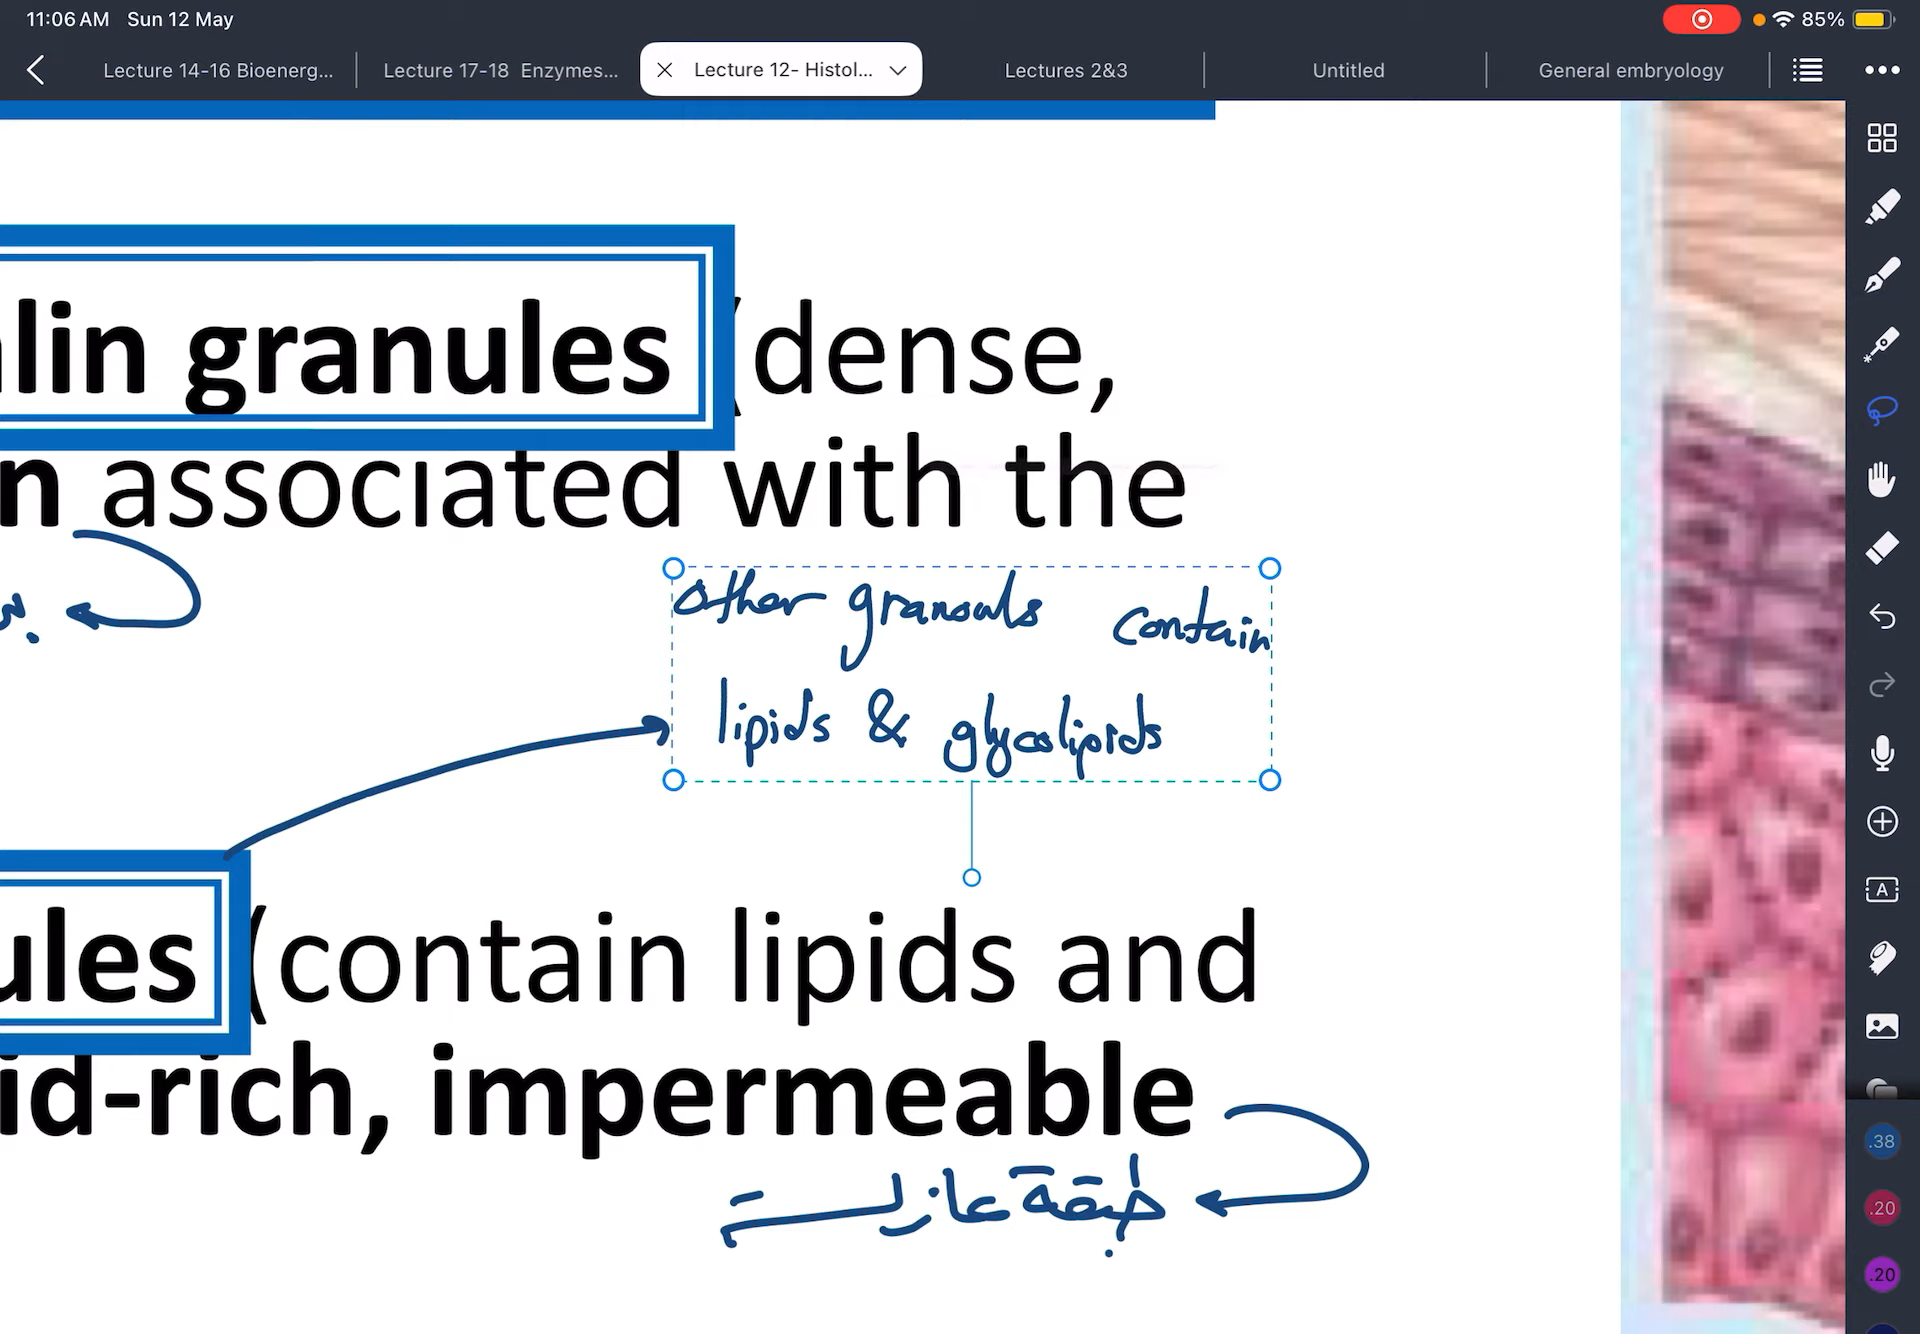 11:06 AM Sun 12 May 85%
Lecture 14-16 Bioenerg... Lecture 17-18 Enzymes... Lecture 12- Histol... Lectures 2&3 Untitled General embryology
lin granules (dense,
n associated with the
other granouls contain
lipids & glycolipids
ules (contain lipids and
id-rich, impermeable
طبقة عازلة
.38
.20
.20